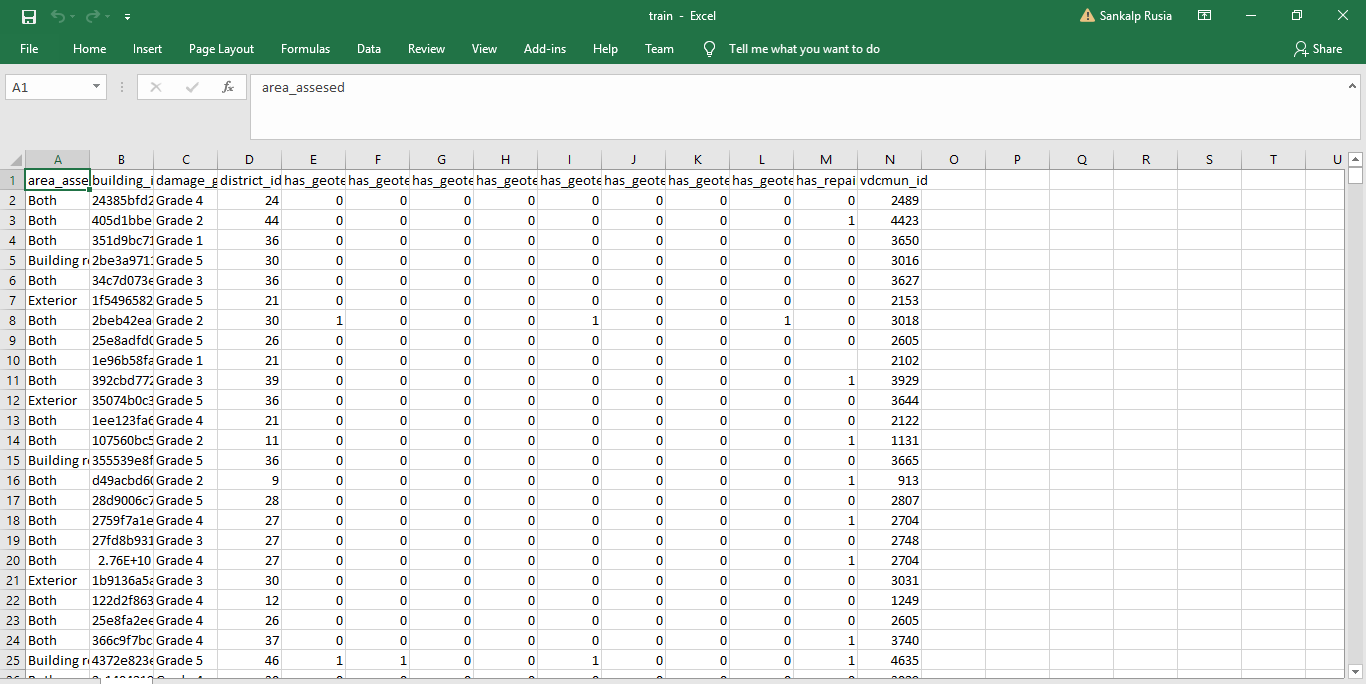 train - Excel
Sankalp Rusia
File Home Insert Page Layout Formulas Data Review View Add-ins Help Team Tell me what you want to do Share
A1 fx area_assesed
A B C D E F G H I J K L M N O P Q R S T U
1 area_asse building_i damage_g district_id has_geote has_geote has_geote has_geote has_geote has_geote has_geote has_geote has_repai vdcmun_id
2 Both 24385bfd2 Grade 4 24 0 0 0 0 0 0 0 0 0 2489
3 Both 405d1bbe Grade 2 44 0 0 0 0 0 0 0 0 1 4423
4 Both 351d9bc71 Grade 1 36 0 0 0 0 0 0 0 0 0 3650
5 Building r 2be3a9711 Grade 5 30 0 0 0 0 0 0 0 0 0 3016
6 Both 34c7d073e Grade 3 36 0 0 0 0 0 0 0 0 0 3627
7 Exterior 1f5496582 Grade 5 21 0 0 0 0 0 0 0 0 0 2153
8 Both 2beb42ea Grade 2 30 1 0 0 0 1 0 0 1 0 3018
9 Both 25e8adfd0 Grade 5 26 0 0 0 0 0 0 0 0 0 2605
10 Both 1e96b58fa Grade 1 21 0 0 0 0 0 0 0 0 2102
11 Both 392cbd772 Grade 3 39 0 0 0 0 0 0 0 0 1 3929
12 Exterior 35074b0c3 Grade 5 36 0 0 0 0 0 0 0 0 0 3644
13 Both 1ee123fa6 Grade 4 21 0 0 0 0 0 0 0 0 0 2122
14 Both 107560bc5 Grade 2 11 0 0 0 0 0 0 0 0 1 1131
15 Building r 355539e8f Grade 5 36 0 0 0 0 0 0 0 0 0 3665
16 Both d49acbd60 Grade 2 9 0 0 0 0 0 0 0 0 1 913
17 Both 28d9006c7 Grade 5 28 0 0 0 0 0 0 0 0 0 2807
18 Both 2759f7a1e Grade 4 27 0 0 0 0 0 0 0 0 1 2704
19 Both 27fd8b931 Grade 3 27 0 0 0 0 0 0 0 0 0 2748
20 Both 2.76E+10 Grade 4 27 0 0 0 0 0 0 0 0 1 2704
21 Exterior 1b9136a5a Grade 3 30 0 0 0 0 0 0 0 0 0 3031
22 Both 122d2f863 Grade 4 12 0 0 0 0 0 0 0 0 0 1249
23 Both 25e8fa2ee Grade 4 26 0 0 0 0 0 0 0 0 0 2605
24 Both 366c9f7bc Grade 4 37 0 0 0 0 0 0 0 0 1 3740
25 Building r 4372e823e Grade 5 46 1 1 0 0 1 0 0 0 1 4635